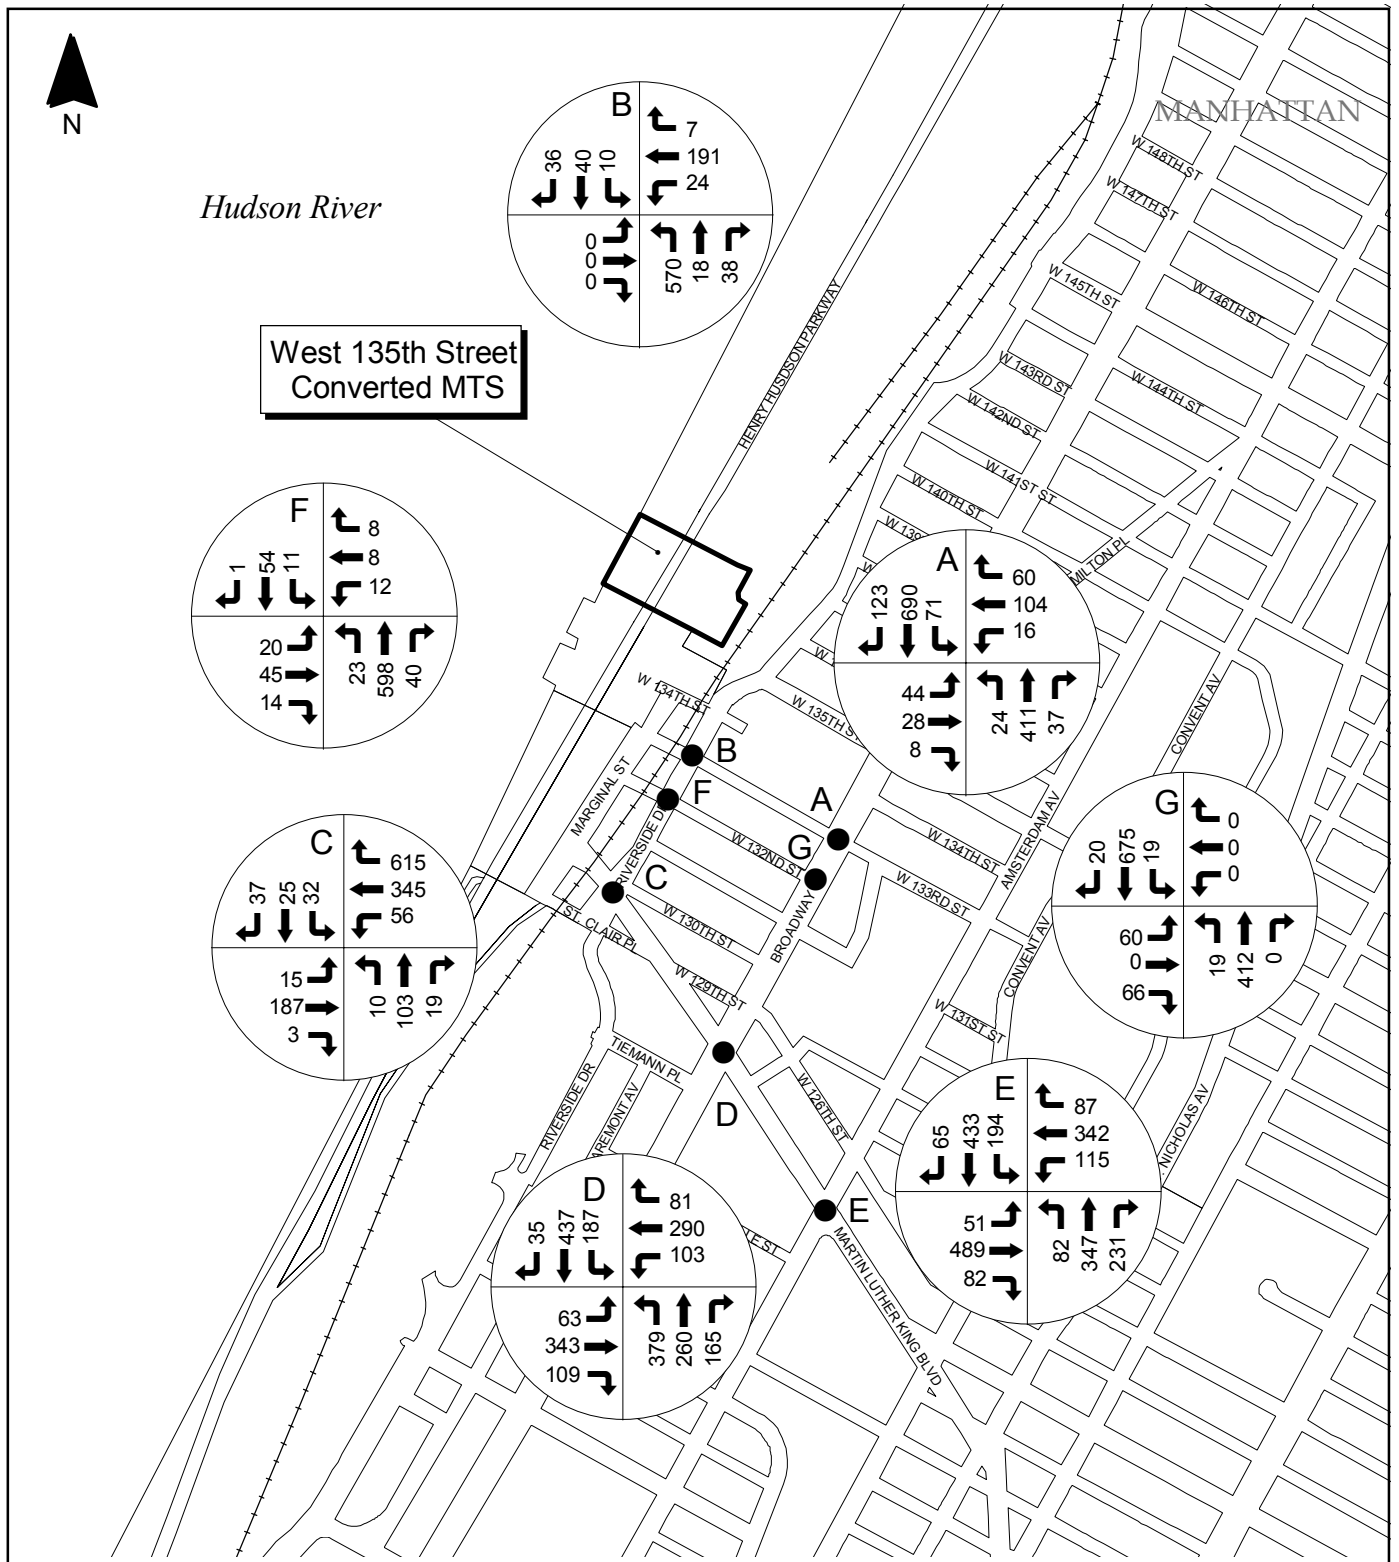 N
MANHATTAN
Hudson River
West 135th Street
Converted MTS
B
36
40
10
7
191
24
0
0
0
570
18
38
HENRY HUSDSON PARKWAY
W 148TH ST
W 147TH ST
W 145TH ST
W 146TH ST
W 143RD ST
W 144TH ST
W 142ND ST
W 141ST ST
W 140TH ST
W 139
MILTON PL
F
1
54
11
8
8
12
20
45
14
23
598
40
A
123
690
71
60
104
16
44
28
8
24
411
37
W 134TH ST
W 135TH ST
CONVENT AV
MARGINAL ST
B
F
A
G
RIVERSIDE DR
W 132ND ST
W 134TH ST
AMSTERDAM AV
W 133RD ST
C
37
25
32
615
345
56
15
187
3
10
103
19
C
ST. CLAIR PL
W 130TH ST
BROADWAY
W 129TH ST
CONVENT AV
W 131ST ST
G
20
675
19
0
0
0
60
0
66
19
412
0
TIEMANN PL
RIVERSIDE DR
AREMONT AV
D
W 126TH ST
NICHOLAS AV
E
65
433
194
87
342
115
51
489
82
82
347
231
D
35
437
187
81
290
103
63
343
109
379
260
165
LE ST
E
MARTIN LUTHER KING BLVD